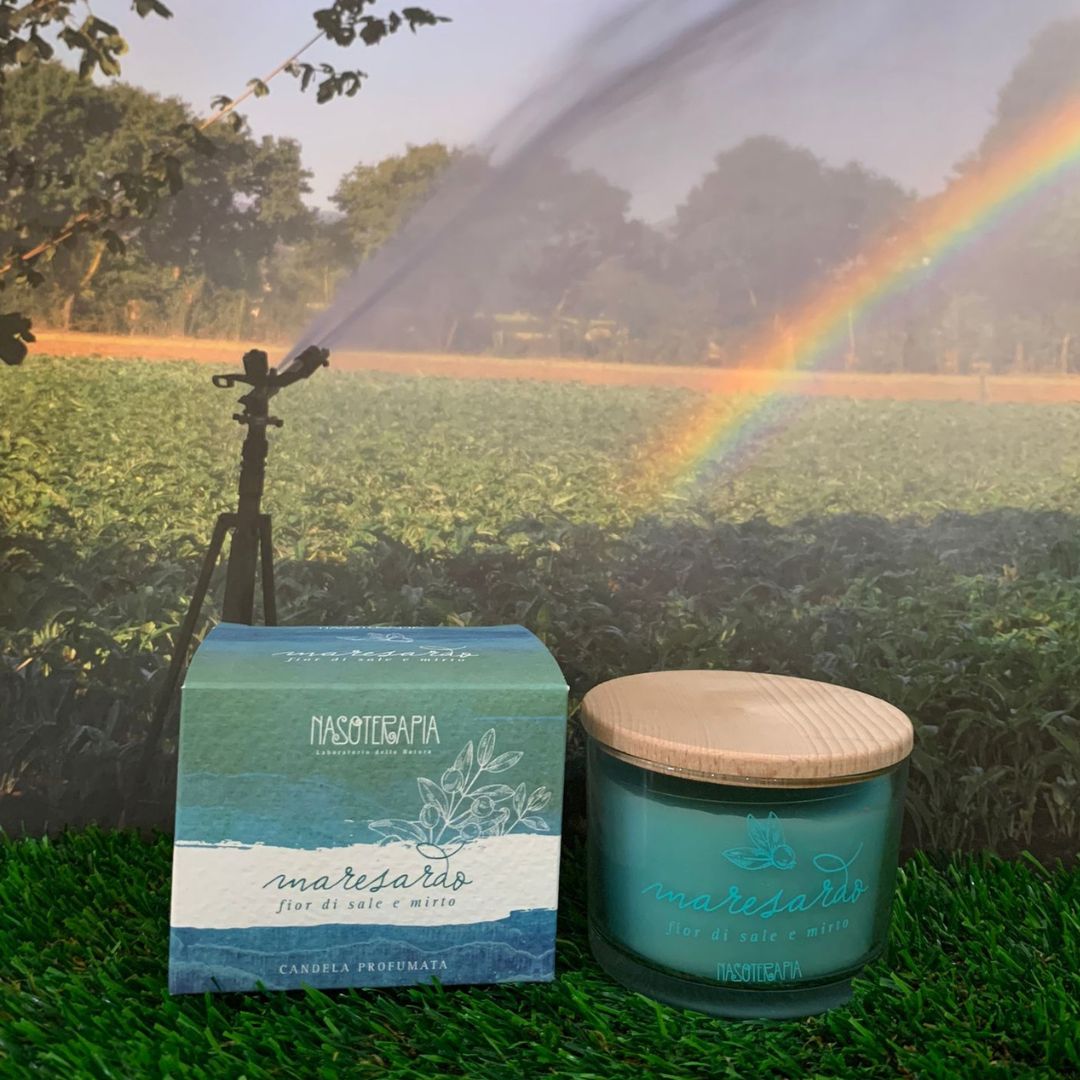 maresardo
fior di sale e mirto
NASOTERAPIA
Laboratorio della Natura
maresardo
fior di sale e mirto
CANDELA PROFUMATA
maresardo
fior di sale e mirto
NASOTERAPIA